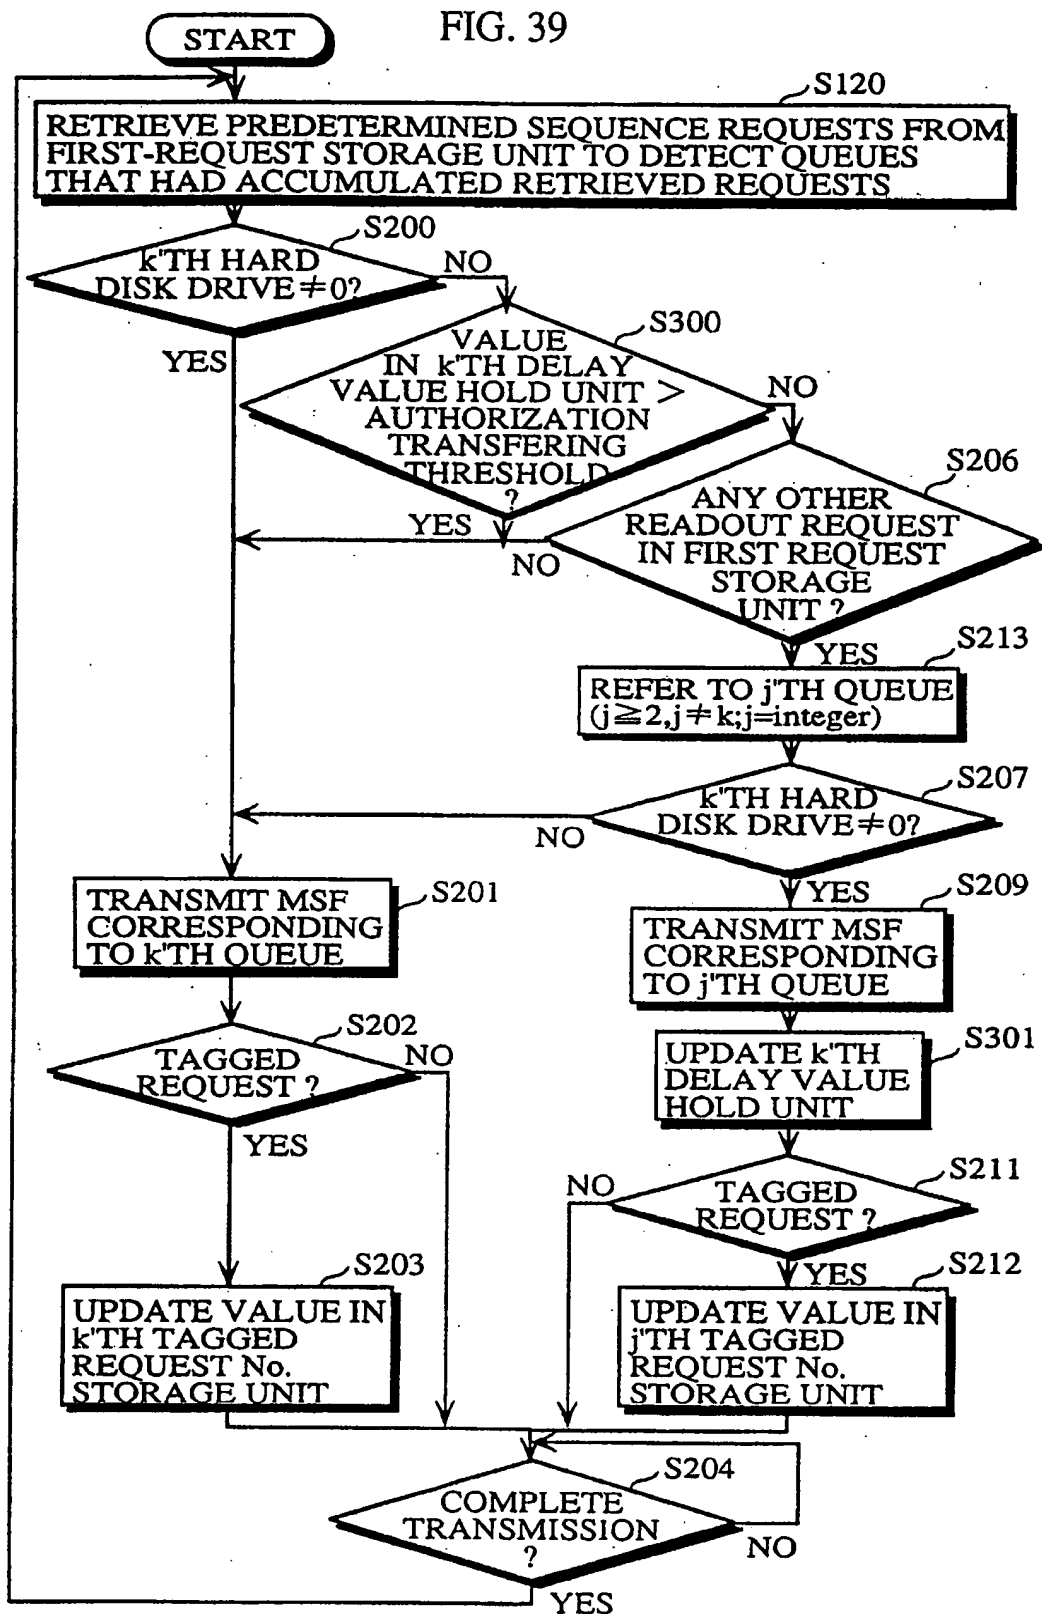 FIG. 39
START
S120
RETRIEVE PREDETERMINED SEQUENCE REQUESTS FROM
FIRST-REQUEST STORAGE UNIT TO DETECT QUEUES
THAT HAD ACCUMULATED RETRIEVED REQUESTS
S200
k'TH HARD
DISK DRIVE≠0?
NO
YES
S300
VALUE
IN k'TH DELAY
VALUE HOLD UNIT >
AUTHORIZATION
TRANSFERING
THRESHOLD
?
NO
YES
S206
ANY OTHER
READOUT REQUEST
IN FIRST REQUEST
STORAGE
UNIT ?
NO
YES
S213
REFER TO j'TH QUEUE
(j≧2,j≠k;j=integer)
S207
k'TH HARD
DISK DRIVE≠0?
NO
YES
S201
TRANSMIT MSF
CORRESPONDING
TO k'TH QUEUE
S209
TRANSMIT MSF
CORRESPONDING
TO j'TH QUEUE
S202
TAGGED
REQUEST ?
NO
YES
S301
UPDATE k'TH
DELAY VALUE
HOLD UNIT
S211
TAGGED
REQUEST ?
NO
YES
S203
UPDATE VALUE IN
k'TH TAGGED
REQUEST No.
STORAGE UNIT
S212
UPDATE VALUE IN
j'TH TAGGED
REQUEST No.
STORAGE UNIT
S204
COMPLETE
TRANSMISSION
?
NO
YES